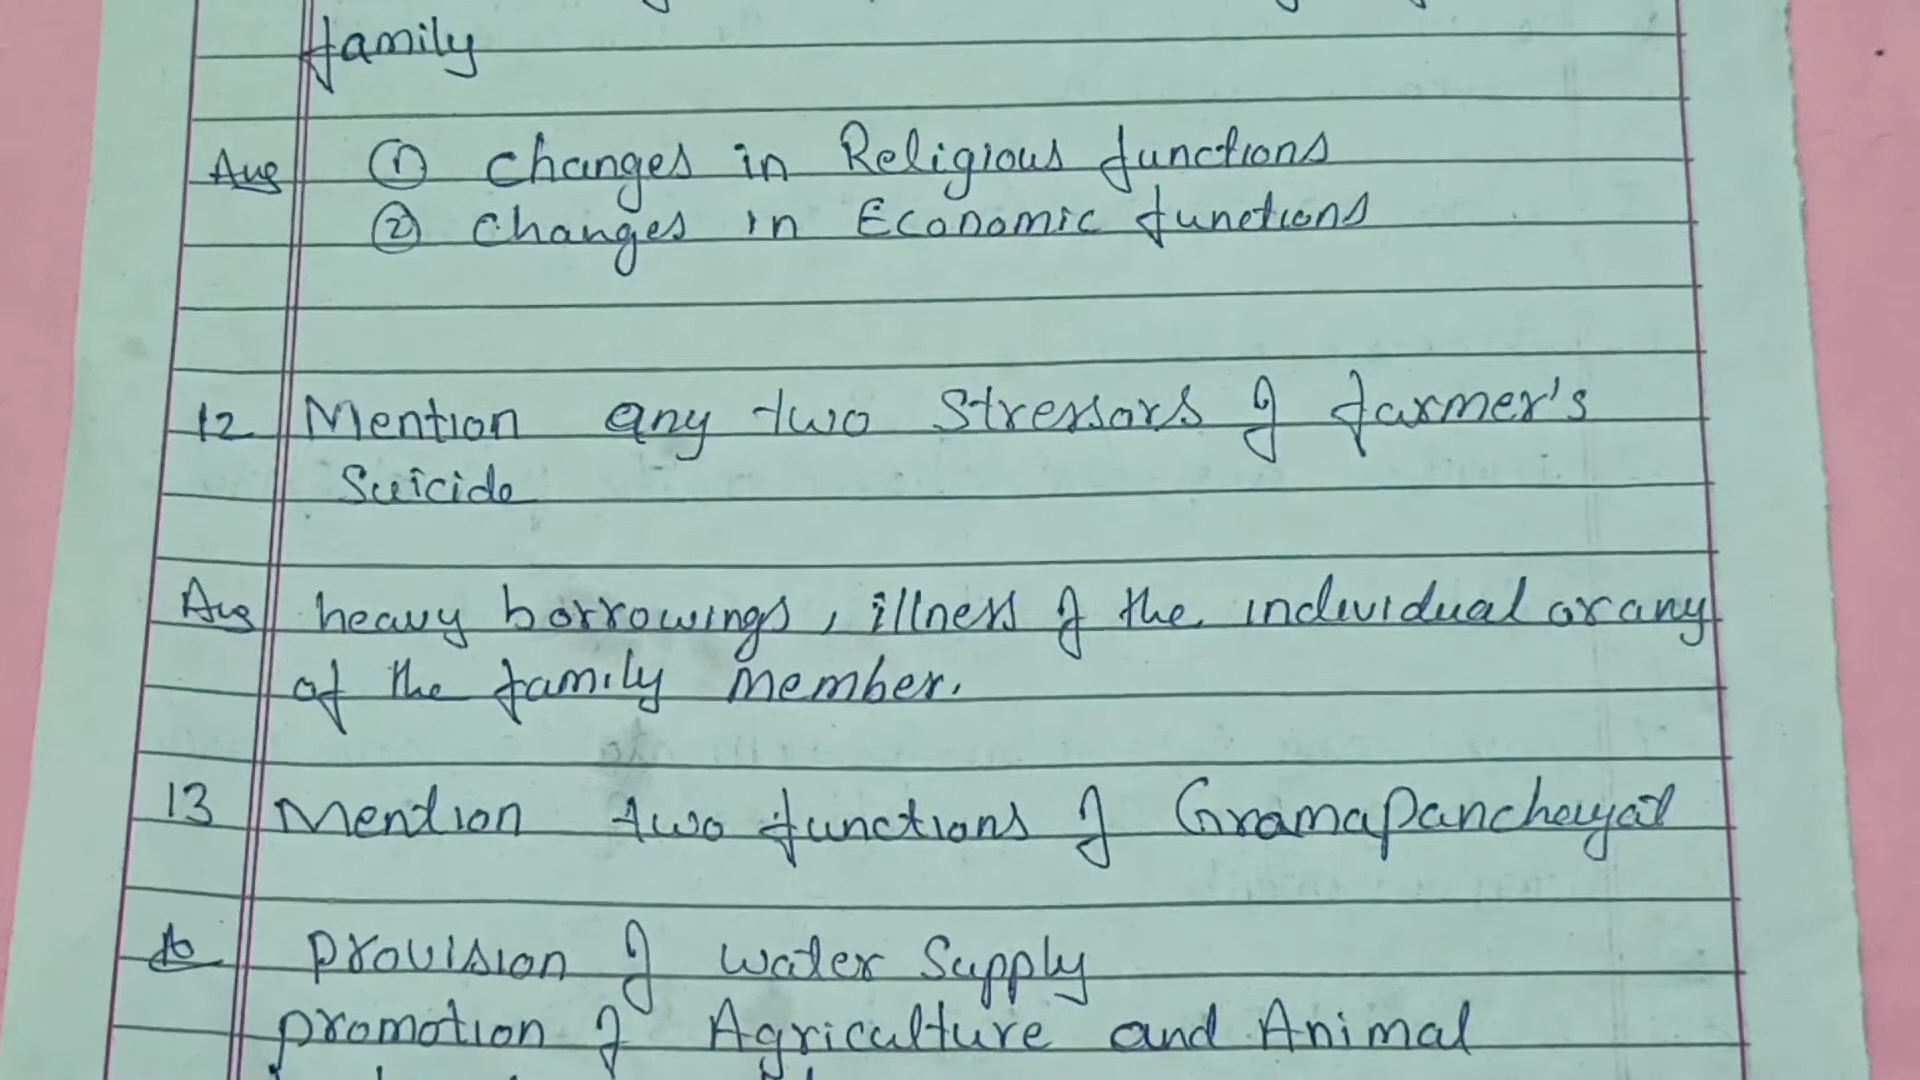 family
Ans ① changes in Religious functions
② changes in Economic functions
12 Mention any two Stressors of farmer's
Suicide
Ans heavy borrowings, illness of the individual or any
of the family member.
13 Mention two functions of Gramapanchayat
provision of water Supply
promotion of Agriculture and Animal